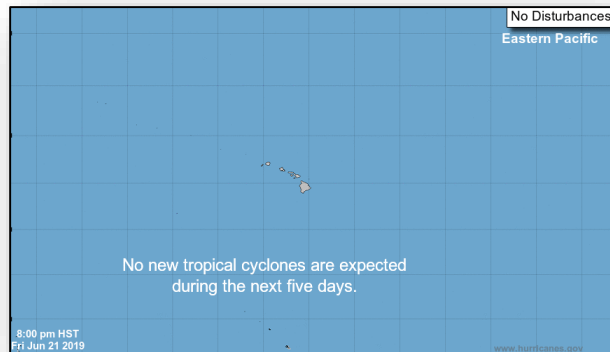 No Disturbances
Eastern Pacific
No new tropical cyclones are expected
during the next five days.
8:00 pm HST
Fri Jun 21 2019
www.hurricanes.gov